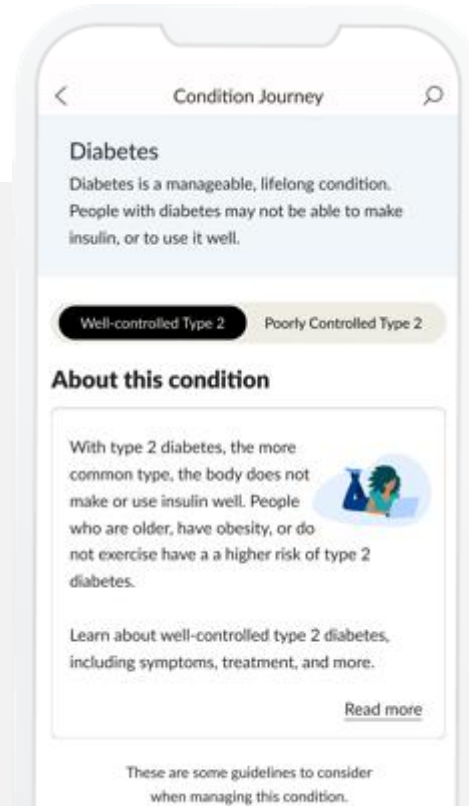 Condition Journey
Diabetes
Diabetes is a manageable, lifelong condition.
People with diabetes may not be able to make
insulin, or to use it well.
Well-controlled Type 2 Poorly Controlled Type 2
About this condition
With type 2 diabetes, the more
common type, the body does not
make or use insulin well. People
who are older, have obesity, or do
not exercise have a a higher risk of type 2
diabetes.
Learn about well-controlled type 2 diabetes,
including symptoms, treatment, and more.
Read more
These are some guidelines to consider
when managing this condition.